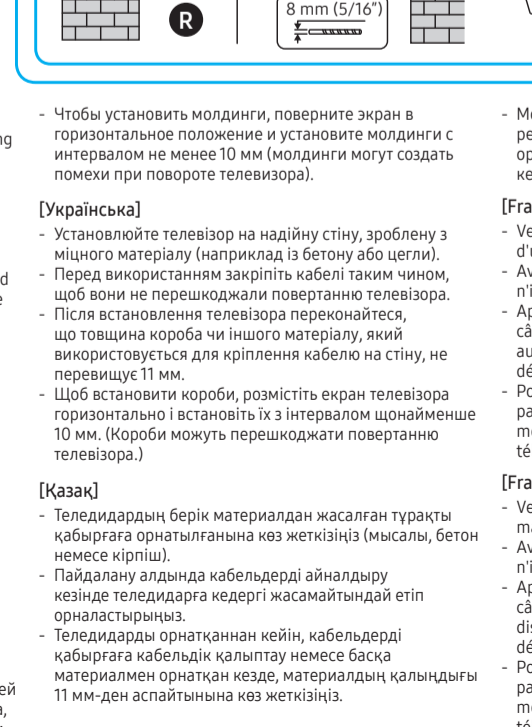 R
8 mm (5/16")
- Чтобы установить молдинги, поверните экран в
горизонтальное положение и установите молдинги с
интервалом не менее 10 мм (молдинги могут создать
помехи при повороте телевизора).
[Українська]
- Установлюйте телевізор на надійну стіну, зроблену з
міцного матеріалу (наприклад із бетону або цегли).
- Перед використанням закріпіть кабелі таким чином,
щоб вони не перешкоджали повертанню телевізора.
- Після встановлення телевізора переконайтеся,
що товщина короба чи іншого матеріалу, який
використовується для кріплення кабелю на стіну, не
перевищує 11 мм.
- Щоб встановити короби, розмістіть екран телевізора
горизонтально і встановіть їх з інтервалом щонайменше
10 мм. (Короби можуть перешкоджати повертанню
телевізора.)
[Қазақ]
- Теледидардың берік материалдан жасалған тұрақты
қабырғаға орнатылғанына көз жеткізіңіз (мысалы, бетон
немесе кірпіш).
- Пайдалану алдында кабельдерді айналдыру
кезінде теледидарға кедергі жасамайтындай етіп
орналастырыңыз.
- Теледидарды орнатқаннан кейін, кабельдерді
қабырғаға кабельдік қалыптау немесе басқа
материалмен орнатқан кезде, материалдың қалыңдығы
11 мм-ден аспайтынына көз жеткізіңіз.